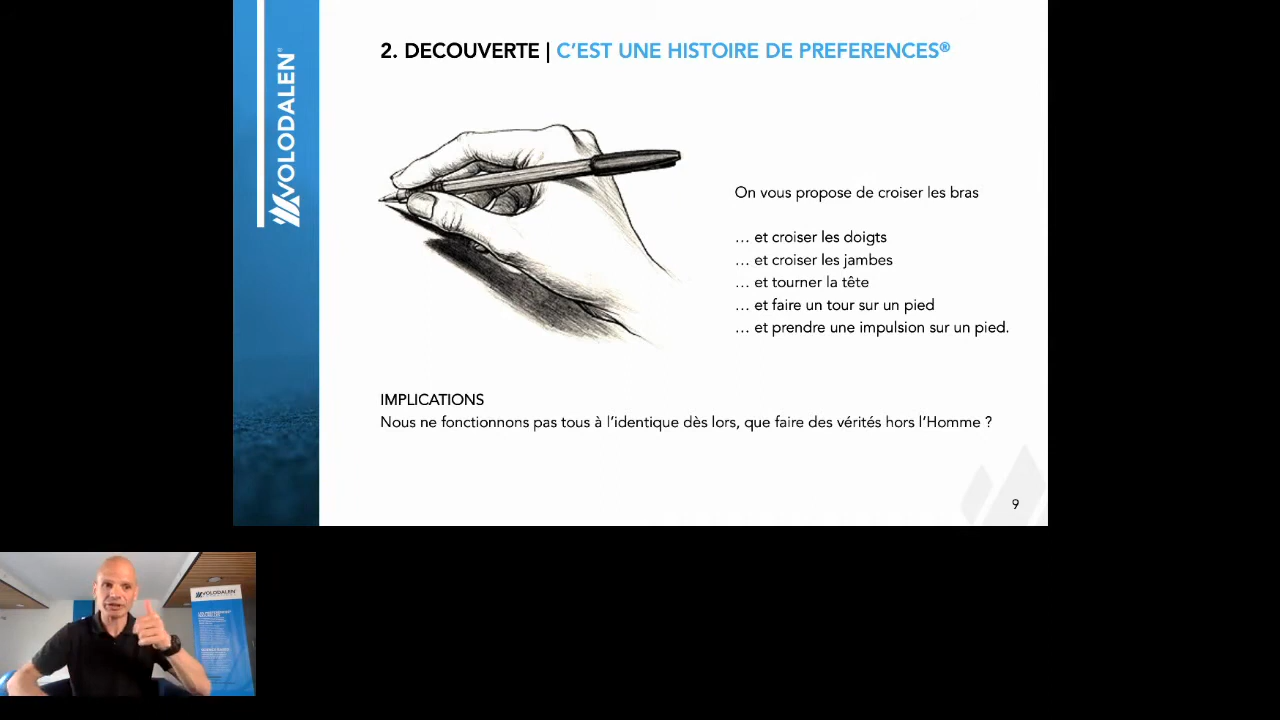 VOLODALEN®
2. DECOUVERTE | C'EST UNE HISTOIRE DE PREFERENCES®
On vous propose de croiser les bras
... et croiser les doigts
... et croiser les jambes
... et tourner la tête
... et faire un tour sur un pied
... et prendre une impulsion sur un pied.
IMPLICATIONS
Nous ne fonctionnons pas tous à l'identique dès lors, que faire des vérités hors l'Homme ?
9
VOLODALEN